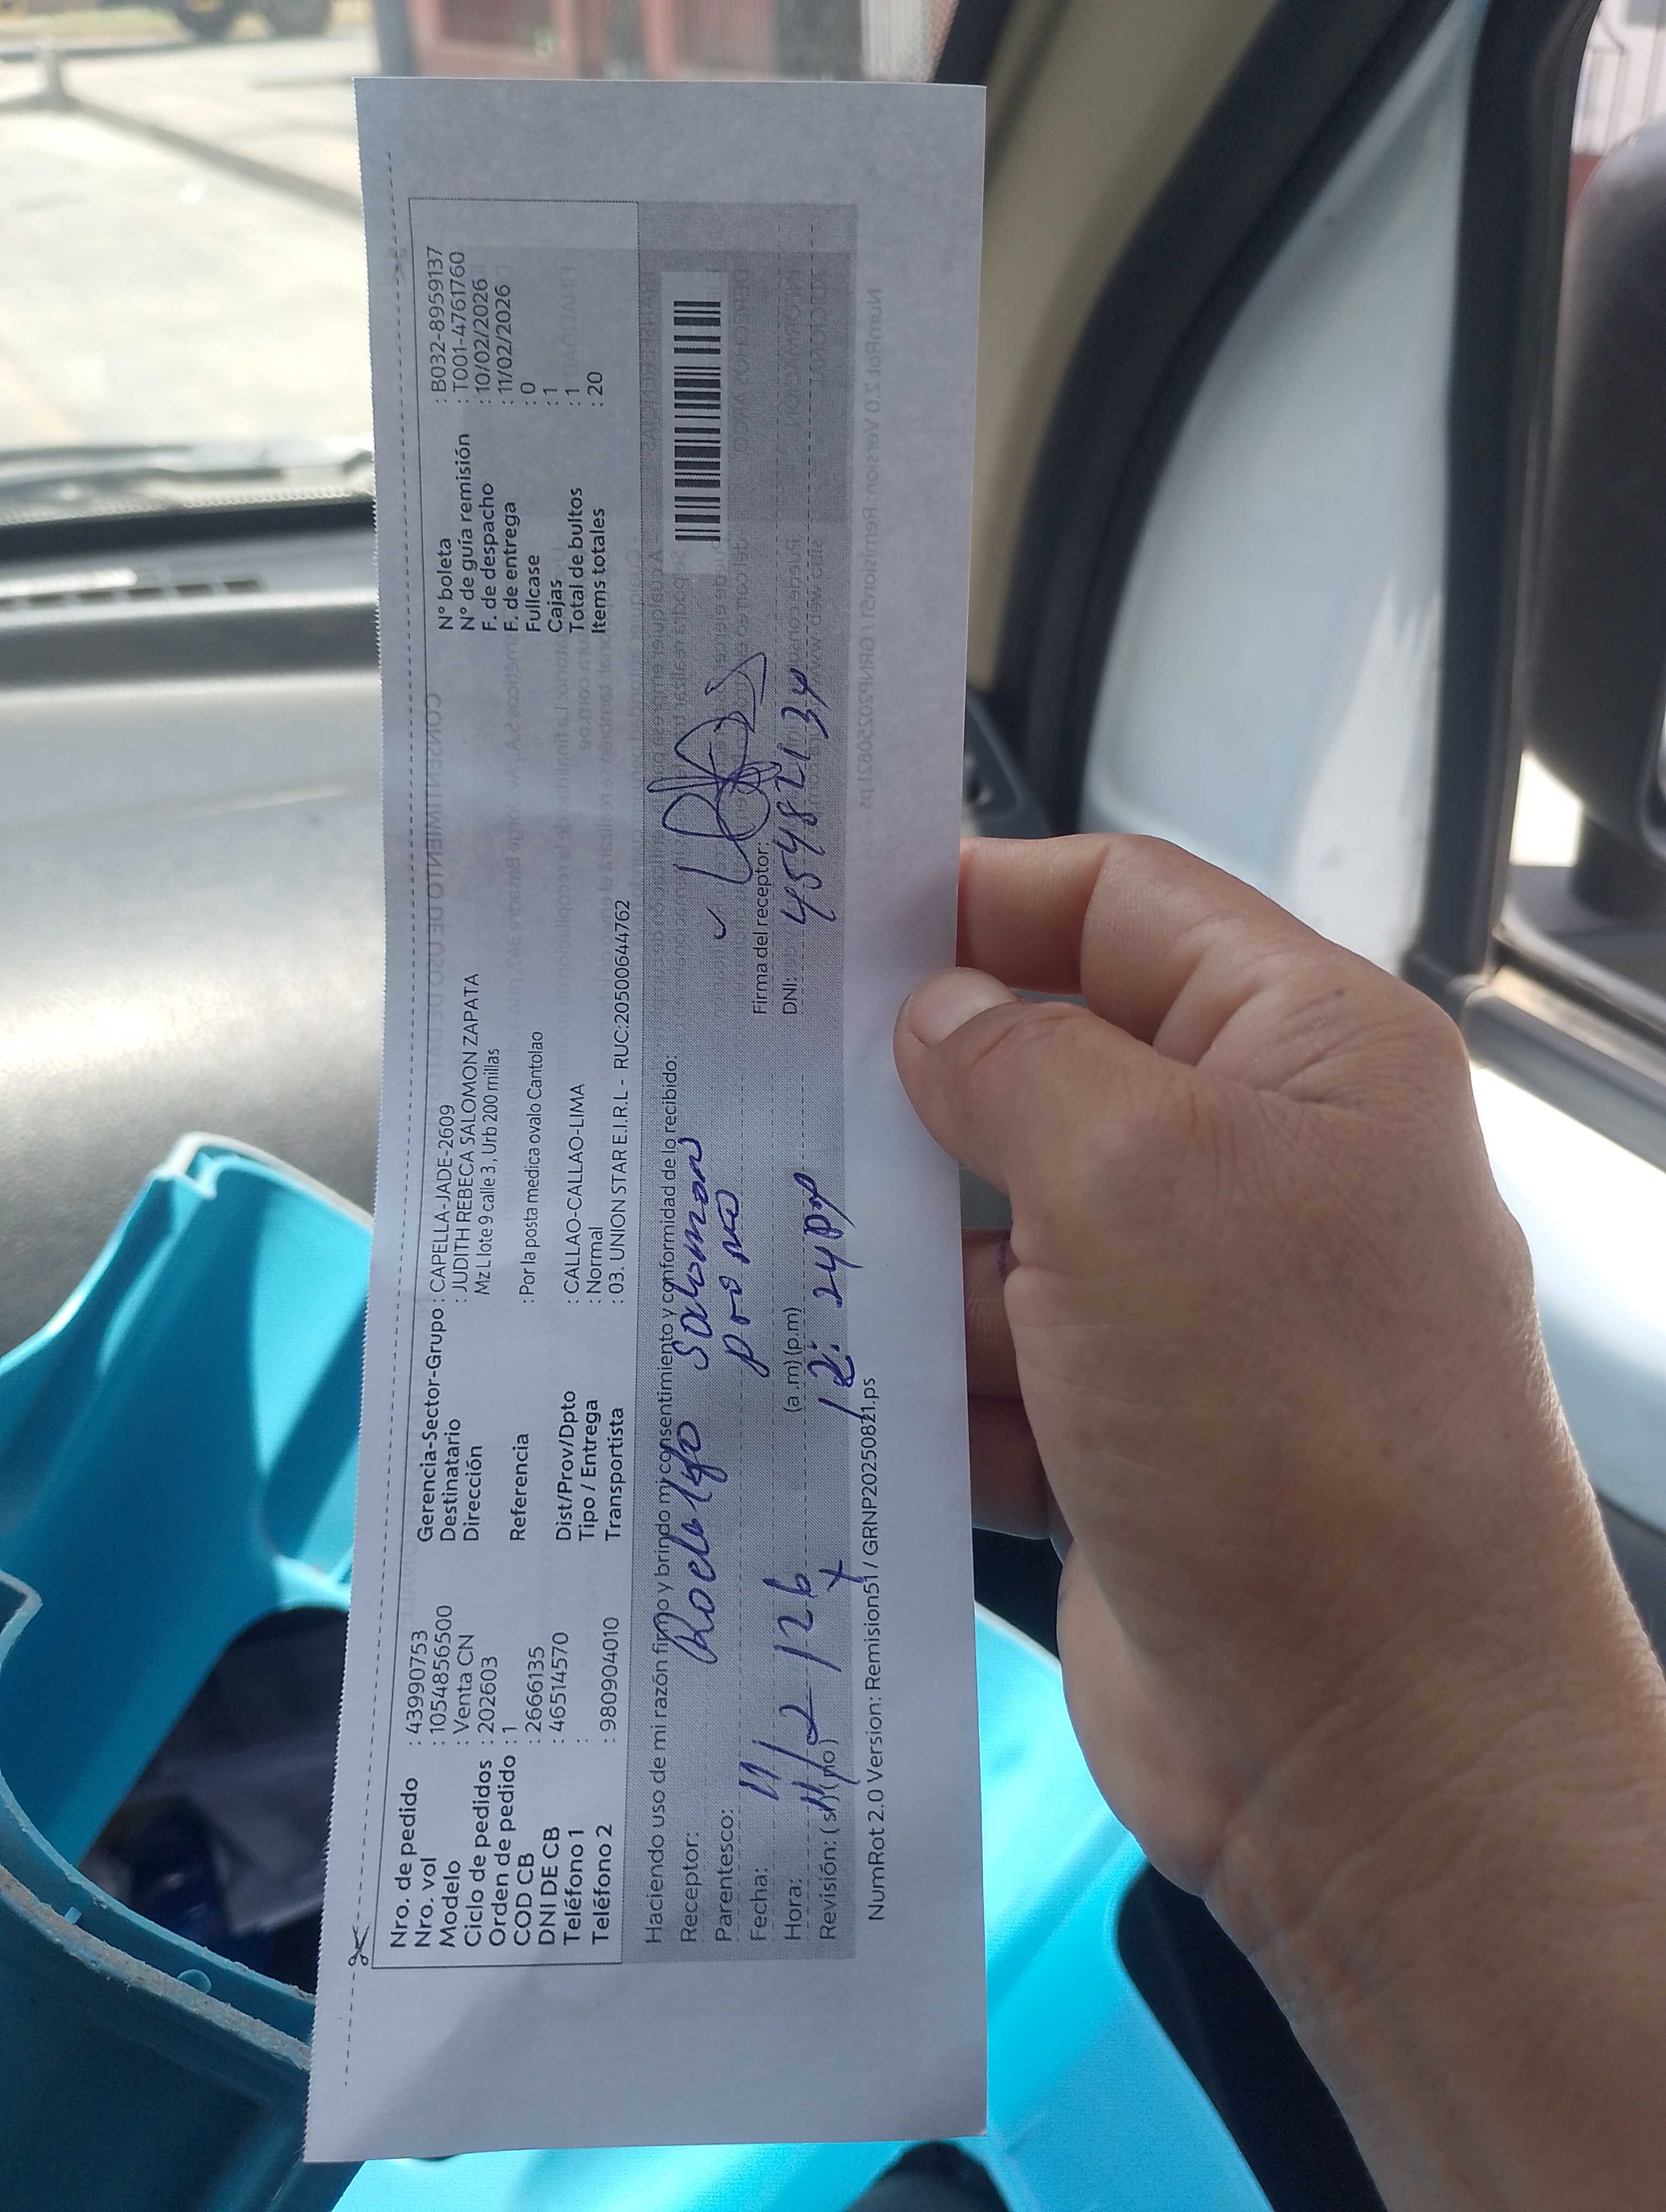 Nro. de pedido : 43990753
Nro. vol : 1054856500
Modelo : Venta CN
Ciclo de pedidos : 202603
Orden de pedido : 1
COD CB : 2666135
DNI DE CB : 46514570
Teléfono 1 :
Teléfono 2 : 980904010
Gerencia-Sector-Grupo : CAPELLA-JADE-2609
Destinatario : JUDITH REBECA SALOMON ZAPATA
Dirección Mz L lote 9 calle 3, Urb 200 millas
Referencia : Por la posta medica ovalo Cantolao
Dist/Prov/Dpto : CALLAO-CALLAO-LIMA
Tipo / Entrega : Normal
Transportista : 03. UNION STAR E.I.R.L - RUC:20500644762
N° boleta : B032-8959137
N° de guía remisión : T001-4761760
F. de despacho : 10/02/2026
F. de entrega : 11/02/2026
Fullcase : 0
Cajas : 1
Total de bultos : 1
Items totales : 20
Haciendo uso de mi razón firmo y brindo mi consentimiento y conformidad de lo recibido:
Receptor: Rodolfo Salomon
Parentesco: primo
Fecha: 11/2/26
Hora: (a.m) (p.m) 12:24 pm
Revisión: ( si ) ( no )
Firma del receptor:
DNI: 45482134
NumRot 2.0 Version: Remision51 / GRNP20250821.ps